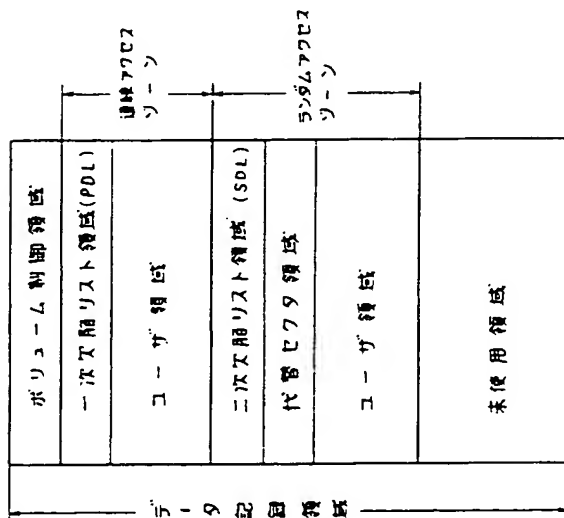 連続アクセス
ゾーン
ランダムアクセス
ゾーン
ボリューム制御領域
一次欠陥リスト領域(PDL)
ユーザ領域
二次欠陥リスト領域(SDL)
代替セクタ領域
ユーザ領域
未使用領域
データ記録領域